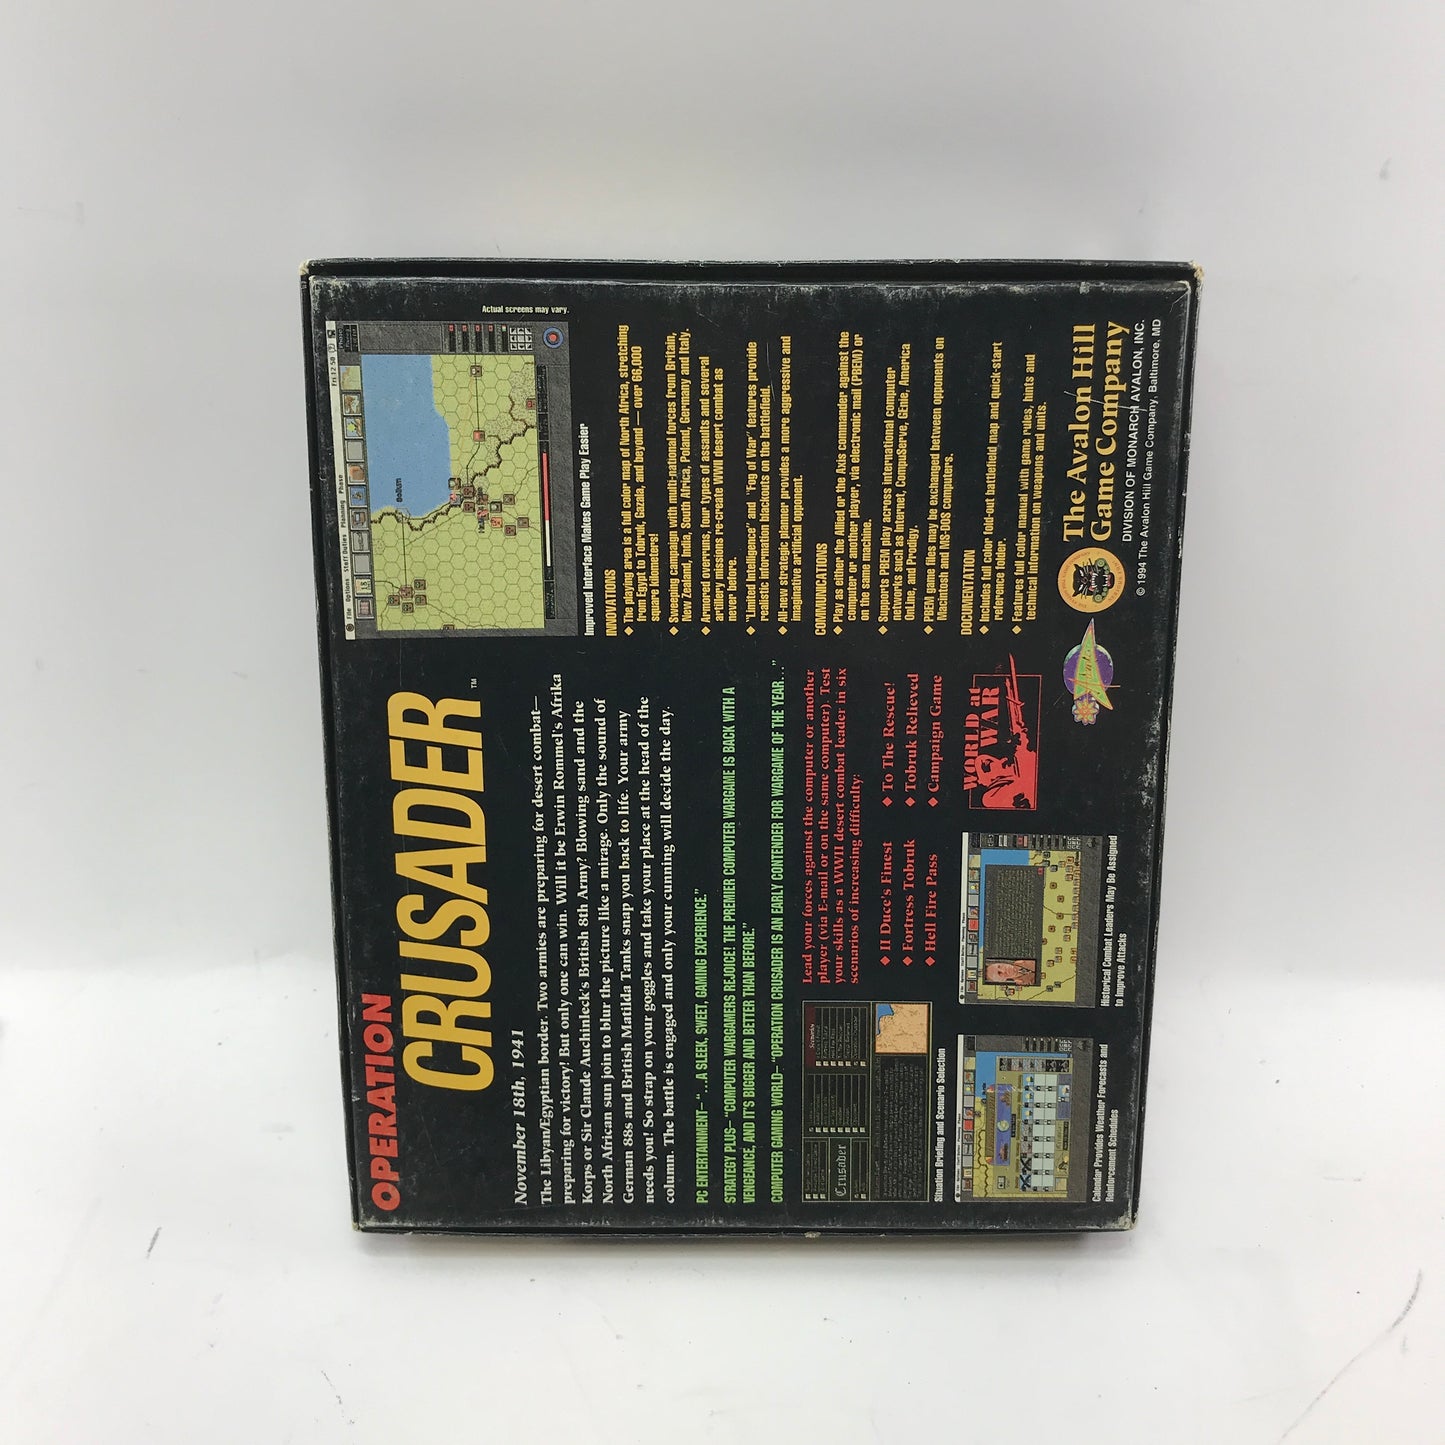 OPERATION
CRUSADER™
November 18th, 1941
The Libyan/Egyptian border. Two armies are preparing for desert combat—
preparing for victory! But only one can win. Will it be Erwin Rommel's Afrika
Korps or Sir Claude Auchinleck's British 8th Army? Blowing sand and the
North African sun join to blur the picture like a mirage. Only the sound of
German 88s and British Matilda Tanks snap you back to life. Your army
needs you! So strap on your goggles and take your place at the head of the
column. The battle is engaged and only your cunning will decide the day.
PC ENTERTAINMENT– "...A SLEEK, SWEET, GAMING EXPERIENCE."
STRATEGY PLUS– "COMPUTER WARGAMERS REJOICE! THE PREMIER COMPUTER WARGAME IS BACK WITH A
VENGEANCE, AND IT'S BIGGER AND BETTER THAN BEFORE."
COMPUTER GAMING WORLD– "OPERATION CRUSADER IS AN EARLY CONTENDER FOR WARGAME OF THE YEAR..."
Scenario
Crusader
Situation Briefing and Scenario Selection
Lead your forces against the computer or another
player (via E-mail or on the same computer). Test
your skills as a WWII desert combat leader in six
scenarios of increasing difficulty:
◆ Il Duce's Finest
◆ Fortress Tobruk
◆ Hell Fire Pass
◆ To The Rescue!
◆ Tobruk Relieved
◆ Campaign Game
Calendar Provides Weather Forecasts and
Reinforcement Schedules
Historical Combat Leaders May Be Assigned
to Improve Attacks
WORLD at
WAR™
Atomic
File Options Staff Duties Planning Phase
Fri 12:50
Sollum
Actual screens may vary.
Improved Interface Makes Game Play Easier
INNOVATIONS
◆ The playing area is a full color map of North Africa, stretching
from Egypt to Tobruk, Gazala, and beyond — over 66,000
square kilometers!
◆ Sweeping campaign with multi-national forces from Britain,
New Zealand, India, South Africa, Poland, Germany and Italy.
◆ Armored overruns, four types of assaults and several
artillery missions re-create WWII desert combat as
never before.
◆ "Limited Intelligence" and "Fog of War" features provide
realistic information blackouts on the battlefield.
◆ All-new strategic planner provides a more aggressive and
imaginative artificial opponent.
COMMUNICATIONS
◆ Play as either the Allied or the Axis commander against the
computer or another player, via electronic mail (PBEM) or
on the same machine.
◆ Supports PBEM play across international computer
networks such as Internet, CompuServe, GEnie, America
OnLine, and Prodigy.
◆ PBEM game files may be exchanged between opponents on
Macintosh and MS-DOS computers.
DOCUMENTATION
◆ Includes full color fold-out battlefield map and quick-start
reference folder.
◆ Features full color manual with game rules, hints and
technical information on weapons and units.
The Avalon Hill
Game Company
DIVISION OF MONARCH AVALON, INC.
© 1994 The Avalon Hill Game Company, Baltimore, MD